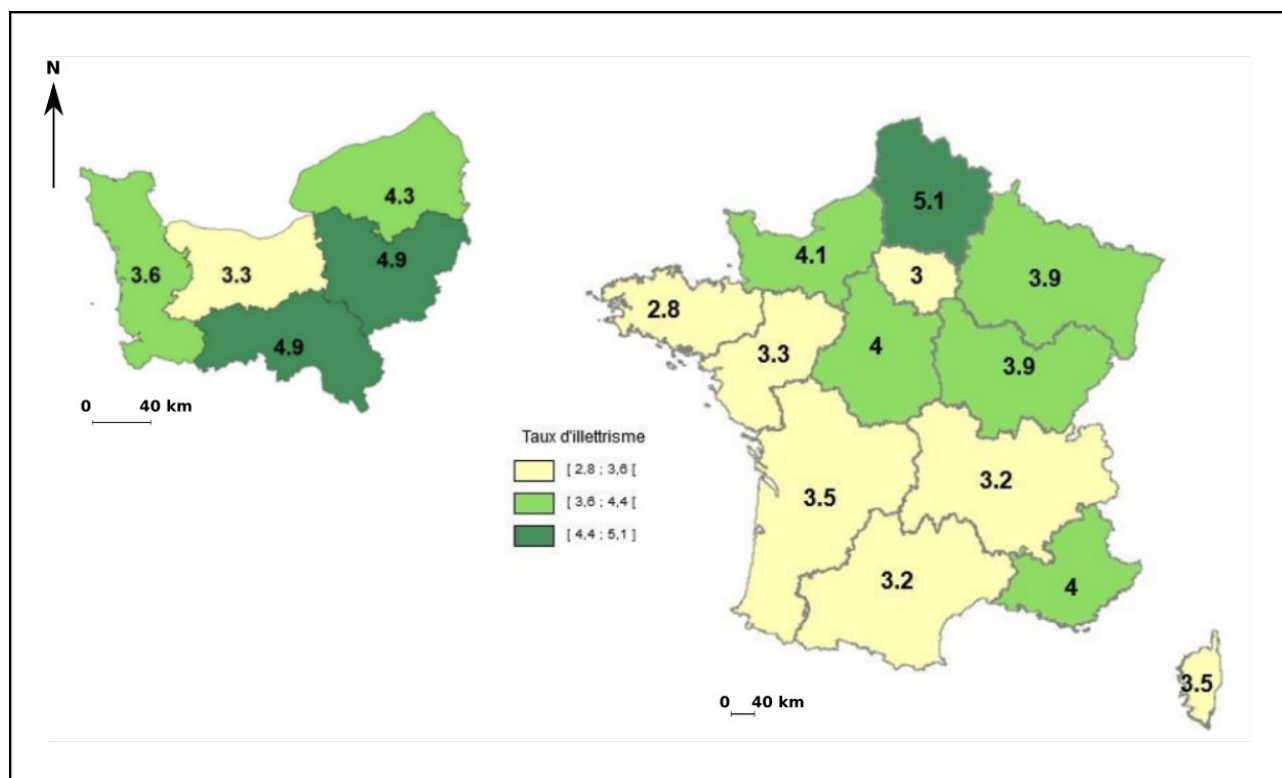 N
4.3
3.6
3.3
4.9
4.9
0 40 km
5.1
4.1
3
3.9
2.8
3.3
4
3.9
3.5
3.2
3.2
4
3.5
0 40 km
Taux d'illettrisme
[ 2,8 ; 3,6 [
[ 3,6 ; 4,4 [
[ 4,4 ; 5,1 ]